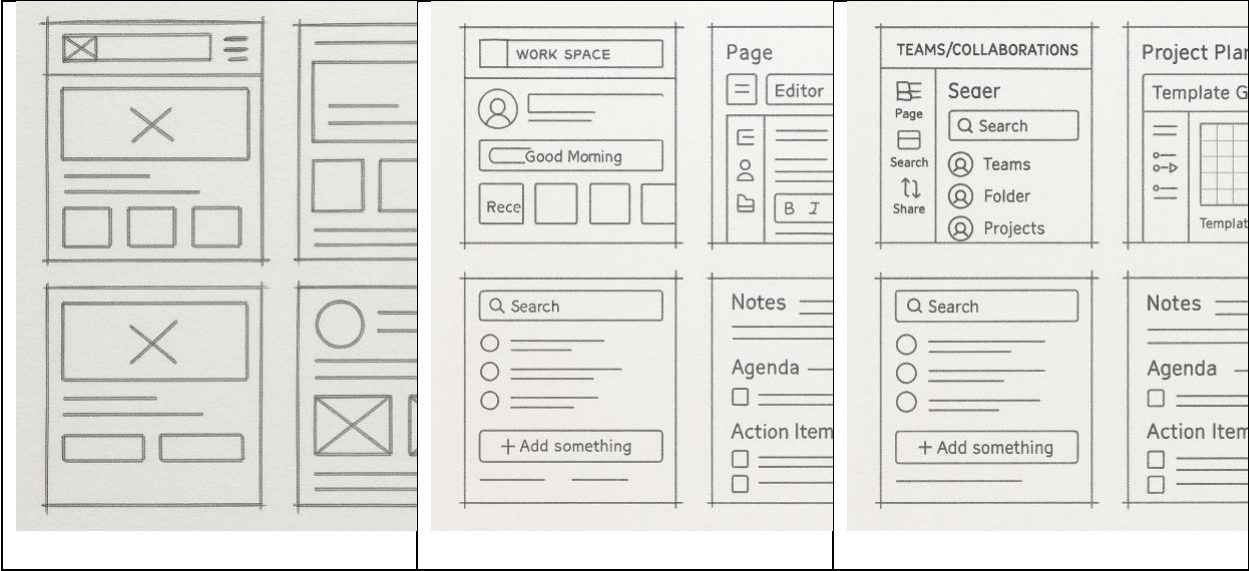 WORK SPACE
Good Morning
Rece
Page
Editor
B I
Search
+ Add something
Notes
Agenda
Action Item
TEAMS/COLLABORATIONS
Page
Search
Share
Seaer
Search
Teams
Folder
Projects
Project Plar
Template G
Templat
Search
+ Add something
Notes
Agenda
Action Item